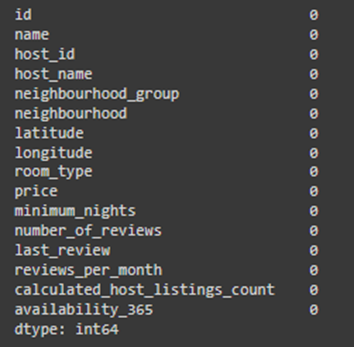 id 0
name 0
host_id 0
host_name 0
neighbourhood_group 0
neighbourhood 0
latitude 0
longitude 0
room_type 0
price 0
minimum_nights 0
number_of_reviews 0
last_review 0
reviews_per_month 0
calculated_host_listings_count 0
availability_365 0
dtype: int64